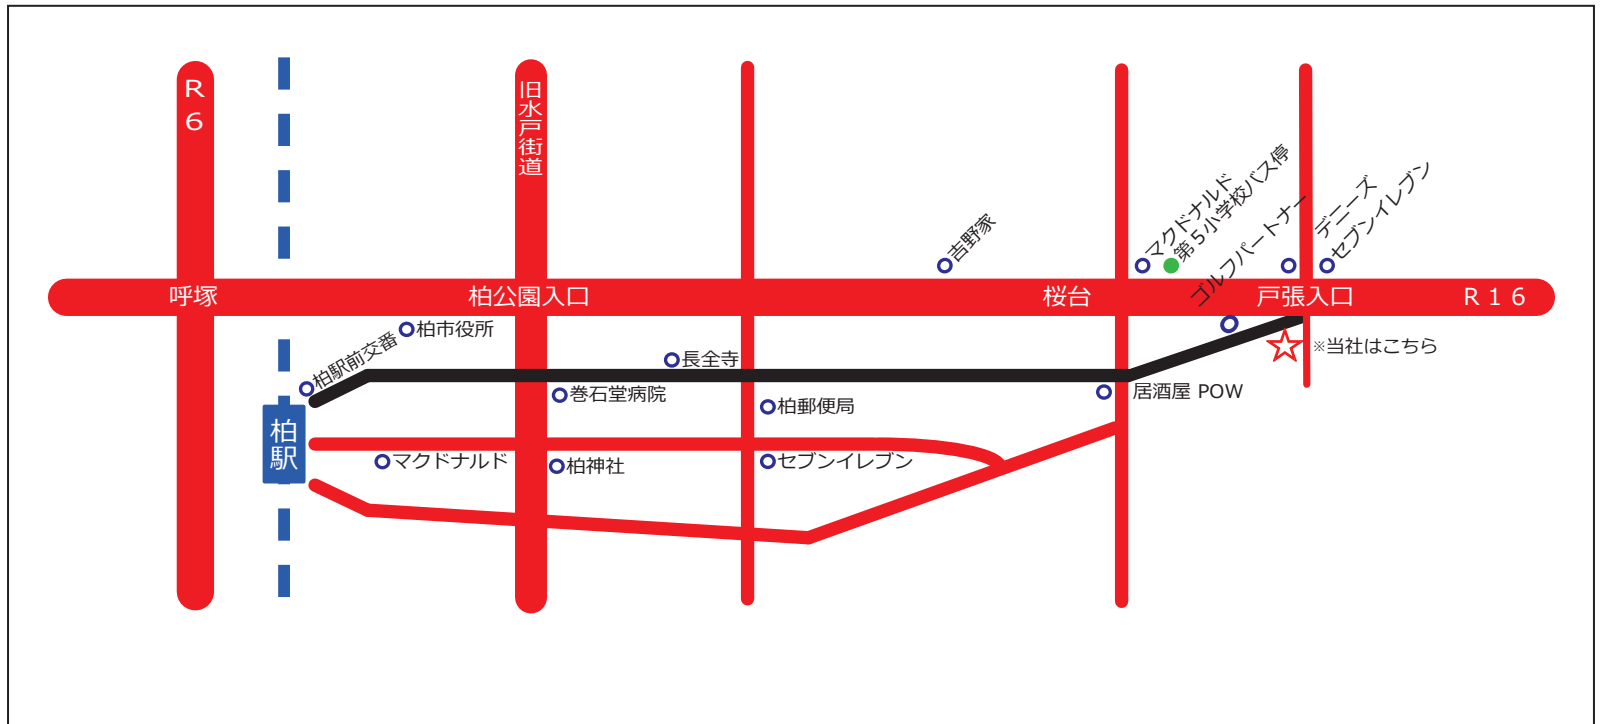 R6
旧水戸街道
マクドナルド
第５小学校バス停
ゴルフパートナー
デニーズ
セブンイレブン
吉野家
呼塚
柏公園入口
桜台
戸張入口
R１６
柏市役所
柏駅前交番
長全寺
※当社はこちら
巻石堂病院
柏郵便局
居酒屋 POW
柏駅
マクドナルド
柏神社
セブンイレブン